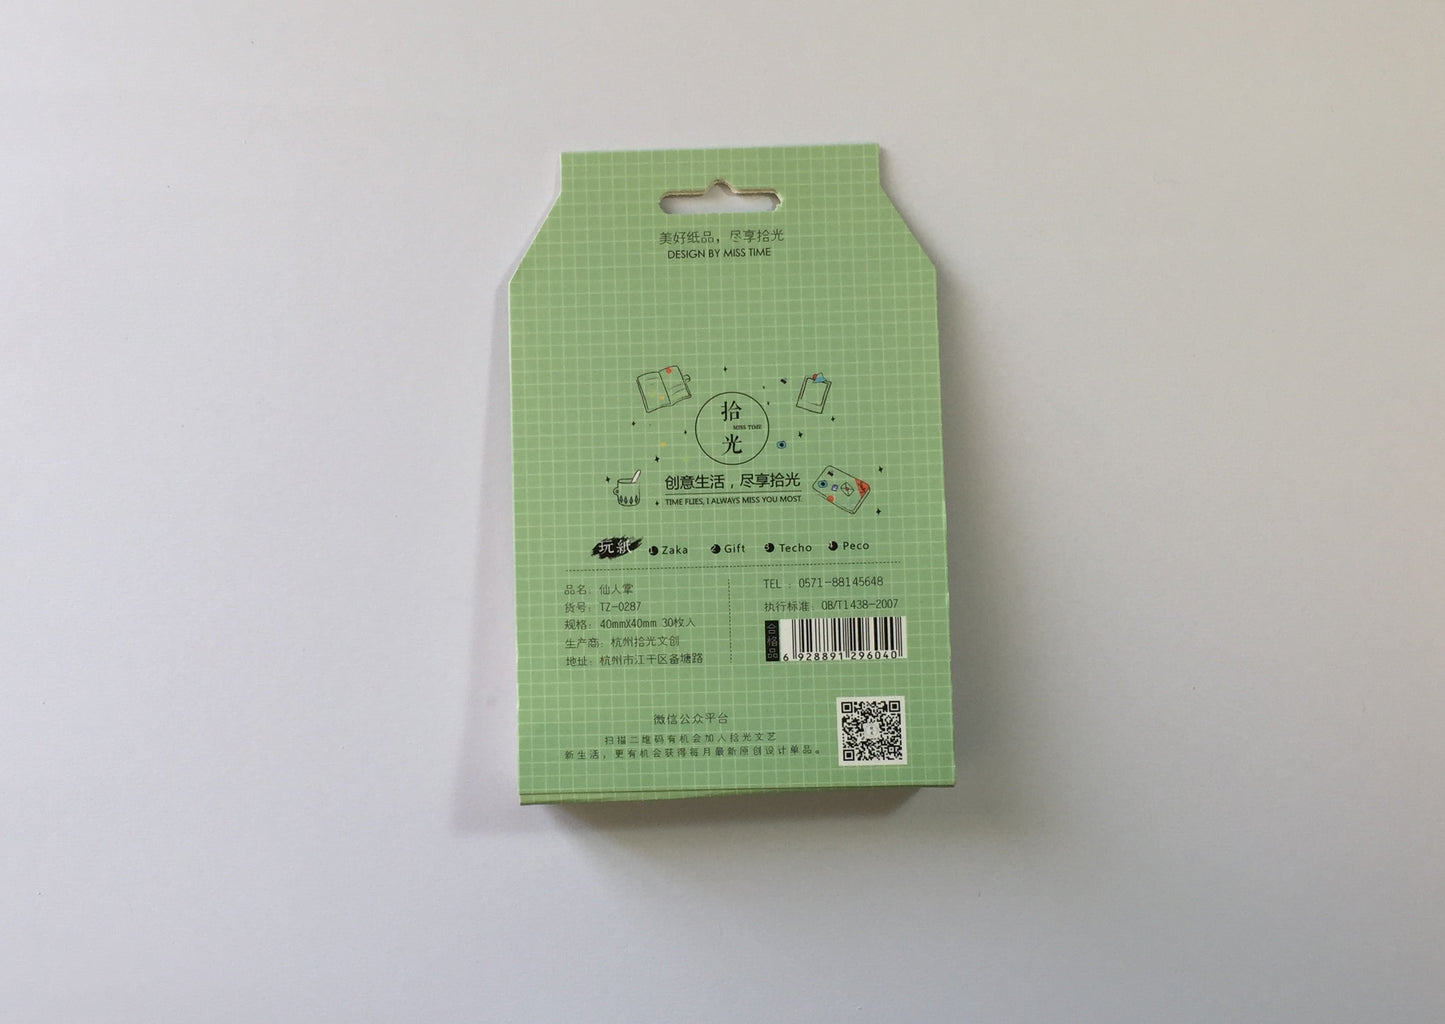 美好纸品，尽享拾光
DESIGN BY MISS TIME
拾
MISS TIME
光
创意生活，尽享拾光
TIME FLIES, I ALWAYS MISS YOU MOST.
玩紙 Zaka Gift Techo Peco
品名：仙人掌
货号：TZ-0287
规格：40mmX40mm 30枚入
生产商：杭州拾光文创
地址：杭州市江干区备塘路
TEL：0571-88145648
执行标准：QB/T1438-2007
合格品
6 928891 296040
微信公众平台
扫描二维码有机会加入拾光文艺
新生活，更有机会获得每月最新原创设计单品。